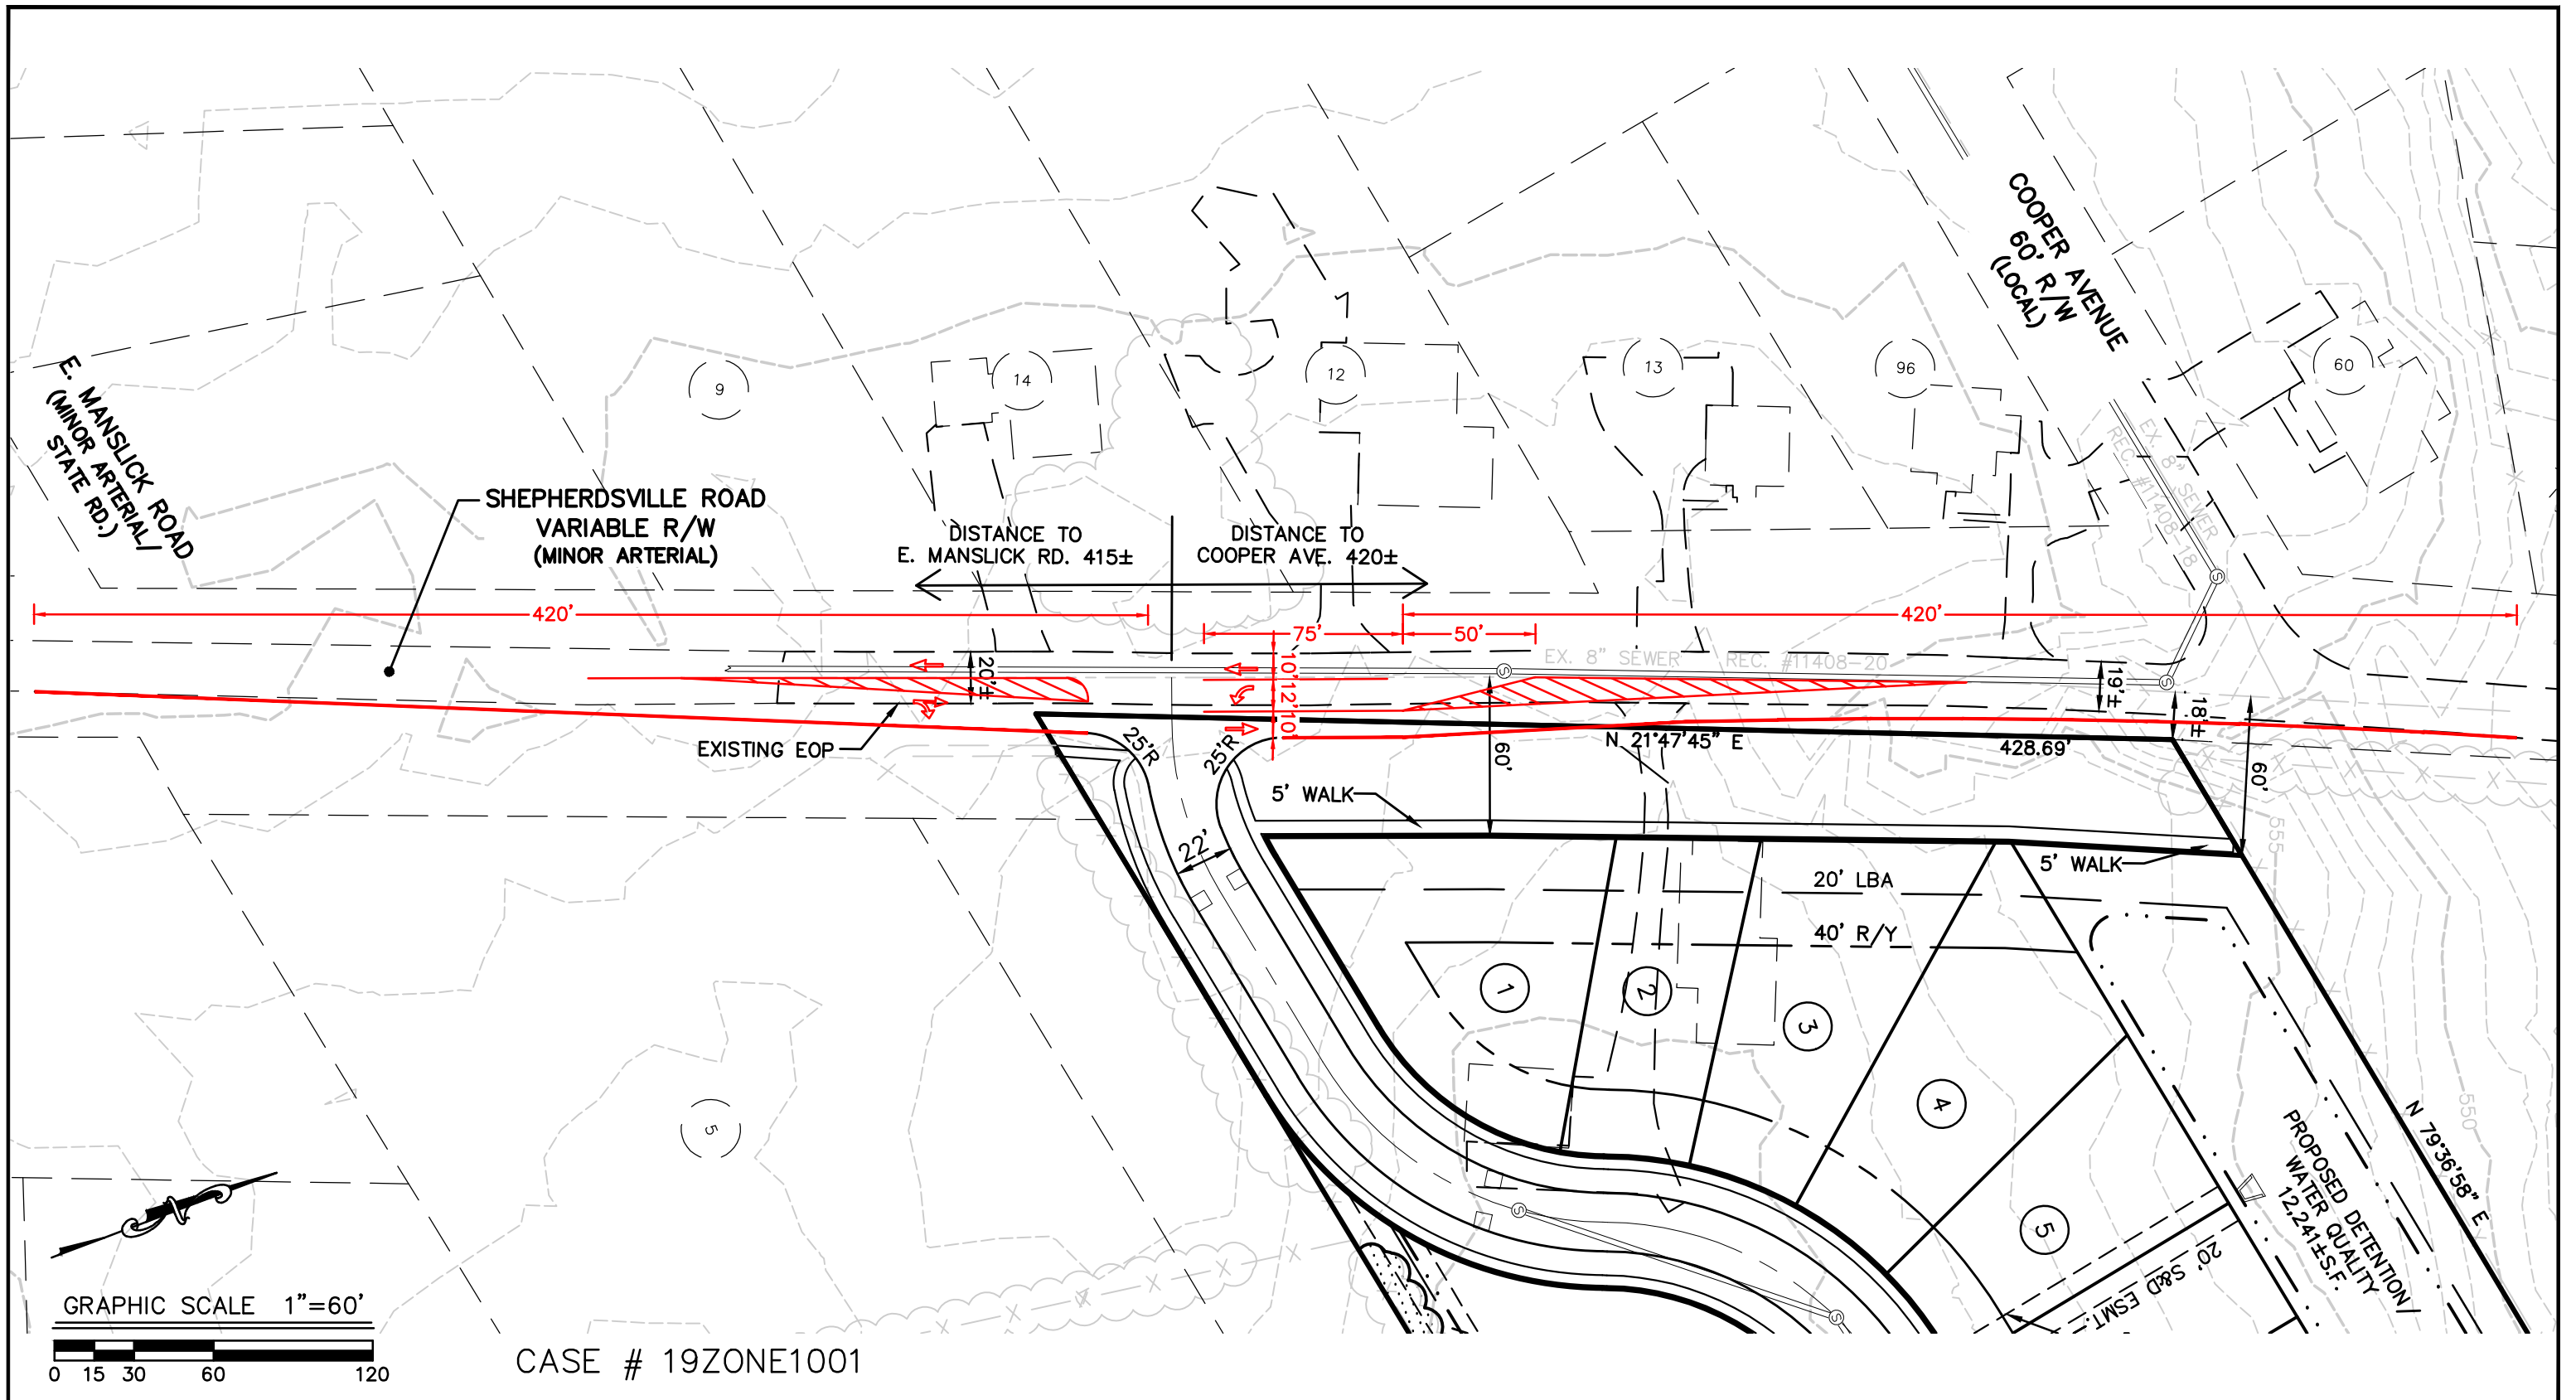 COOPER AVENUE
60' R/W
(LOCAL)
E. MANSLICK ROAD
(MINOR ARTERIAL/
STATE RD.)
9
14
12
13
96
60
EX. 8" SEWER
REC. #11408-18
SHEPHERDSVILLE ROAD
VARIABLE R/W
(MINOR ARTERIAL)
DISTANCE TO
E. MANSLICK RD. 415±
DISTANCE TO
COOPER AVE. 420±
420'
75'
50'
420'
20'±
10'
12'
10'
EX. 8" SEWER
REC. #11408-20
S
S
S
19'±
18'±
EXISTING EOP
25'R
25'R
60'
N 21°47'45" E
428.69'
60'
5' WALK
22'
5' WALK
555
20' LBA
40' R/Y
1
2
3
4
5
5
550
N 79°36'58" E
PROPOSED DETENTION/
WATER QUALITY
12,241±S.F.
20' S&D ESMT.
S
S
GRAPHIC SCALE 1"=60'
0 15 30 60 120
CASE # 19ZONE1001